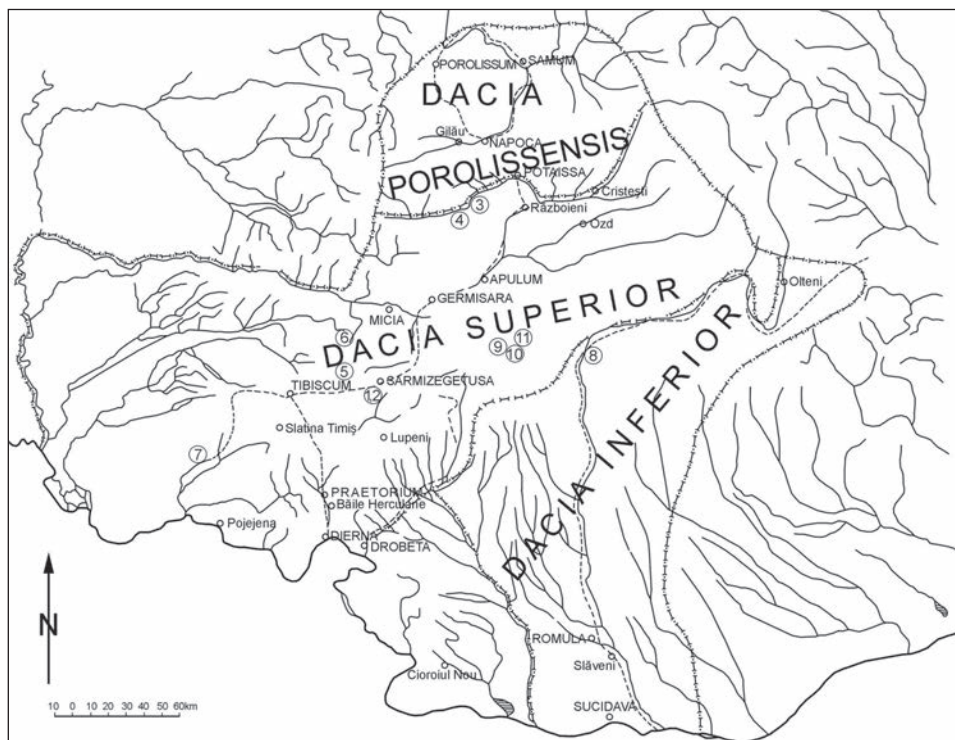 POROLISSUM
SAMUM
DACIA
Gilău
NAPOCA
POROLISSENSIS
POTAISSA
Cristești
③
④
Războieni
Ozd
APULUM
Olteni
GERMISARA
MICIA
DACIA SUPERIOR
⑥
⑨
⑪
⑩
⑧
⑤
TIBISCUM
SARMIZEGETUSA
⑫
DACIA INFERIOR
Slatina Timiș
Lupeni
⑦
PRAETORIUM
Băile Herculane
Pojejena
DIERNA
DROBETA
N
ROMULA
Slăveni
Cioroiul Nou
SUCIDAVA
10 0 10 20 30 40 50 60km